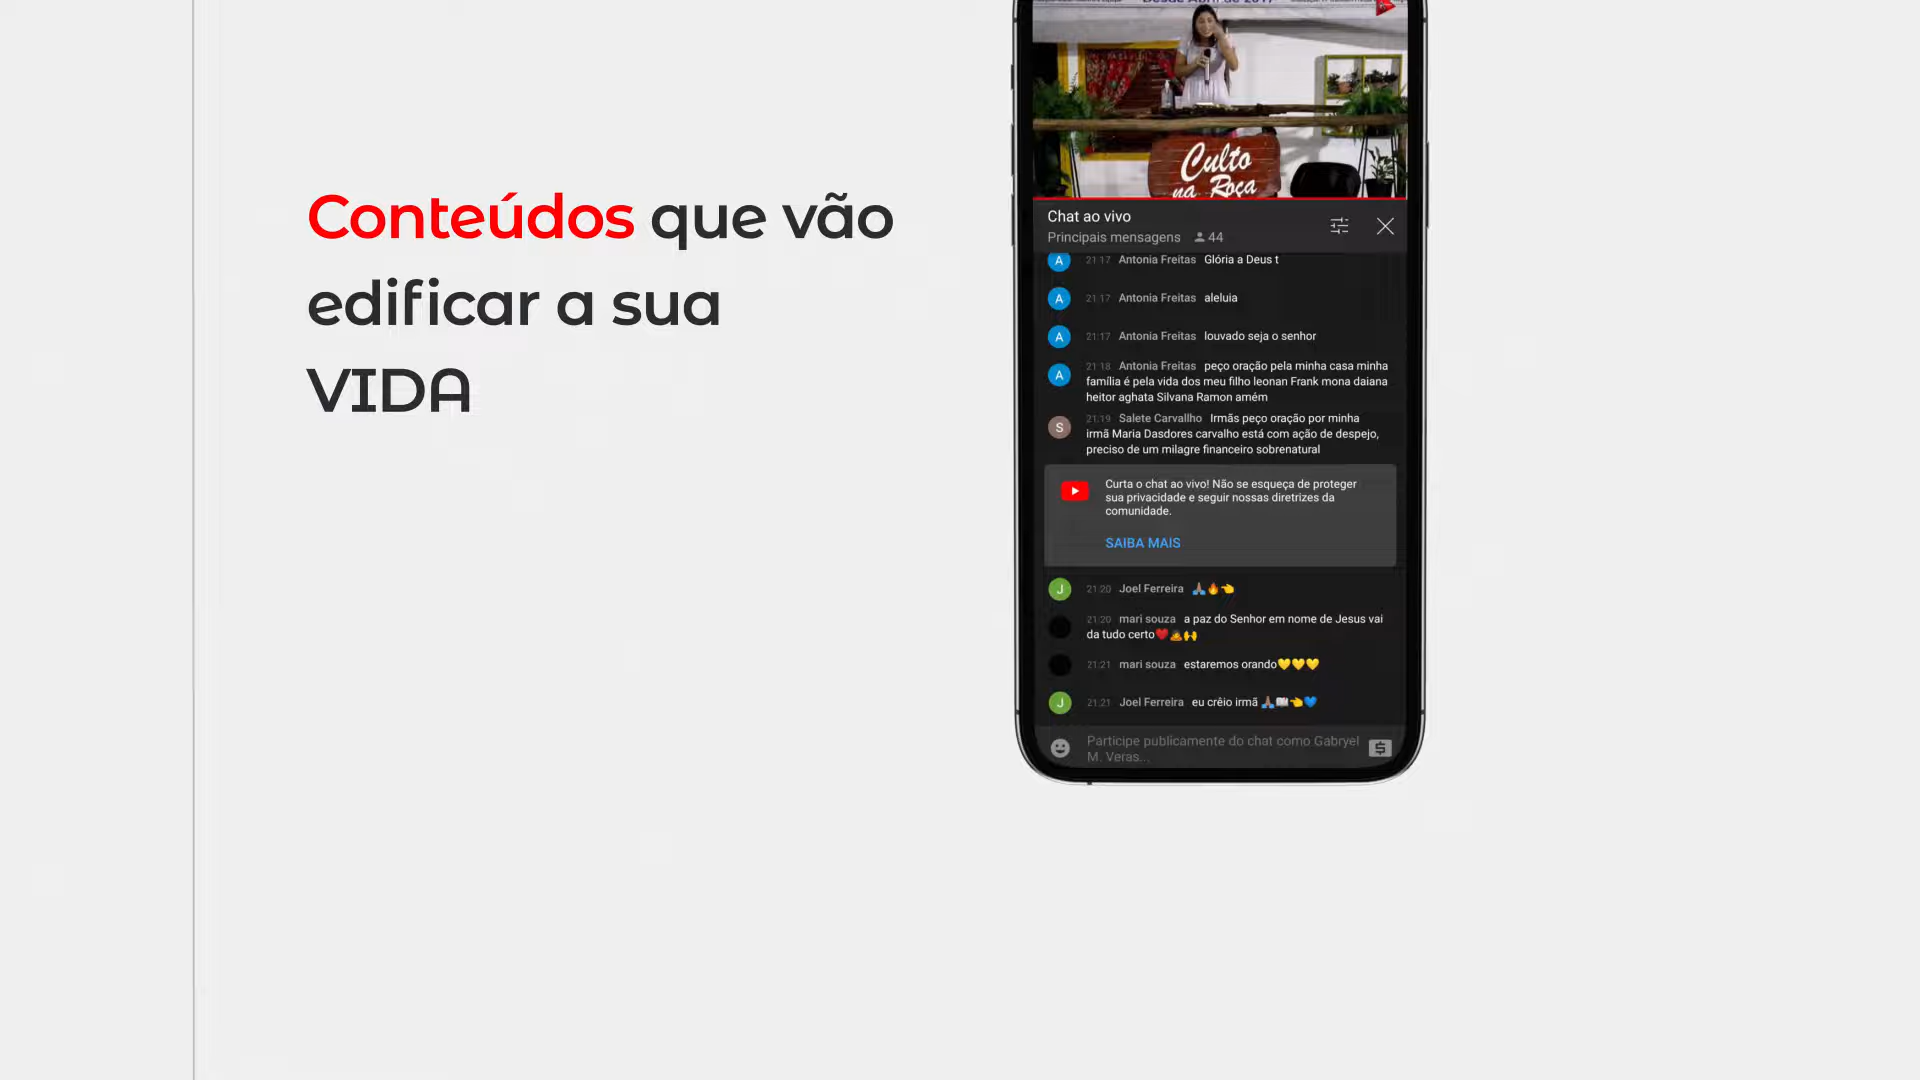 Conteúdos que vão
edificar a sua
VIDA
Desde Abril de 2017
Culto
na Roça
Chat ao vivo
Principais mensagens 44
21:17 Antonia Freitas Glória a Deus t
21:17 Antonia Freitas aleluia
21:17 Antonia Freitas louvado seja o senhor
21:18 Antonia Freitas peço oração pela minha casa minha
família é pela vida dos meu filho leonan Frank mona daiana
heitor aghata Silvana Ramon amém
21:19 Salete Carvallho Irmãs peço oração por minha
irmã Maria Dasdores carvalho está com ação de despejo,
preciso de um milagre financeiro sobrenatural
Curta o chat ao vivo! Não se esqueça de proteger
sua privacidade e seguir nossas diretrizes da
comunidade.
SAIBA MAIS
21:20 Joel Ferreira 🙏🏽🔥👈
21:20 mari souza a paz do Senhor em nome de Jesus vai
da tudo certo❤️🙇🙌
21:21 mari souza estaremos orando💛💛💛
21:21 Joel Ferreira eu crêio irmã 🙏🏽📖👈💙
Participe publicamente do chat como Gabryel
M. Veras...